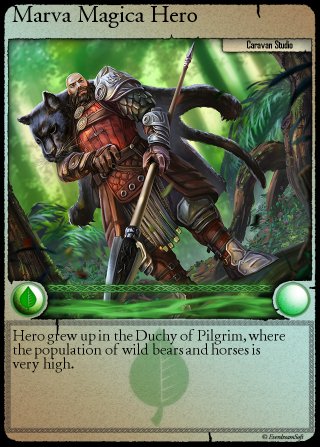 Marva Magica Hero
Caravan Studio
Hero grew up in the Duchy of Pilgrim, where
the population of wild bears and horses is
very high.
© EverdreamSoft